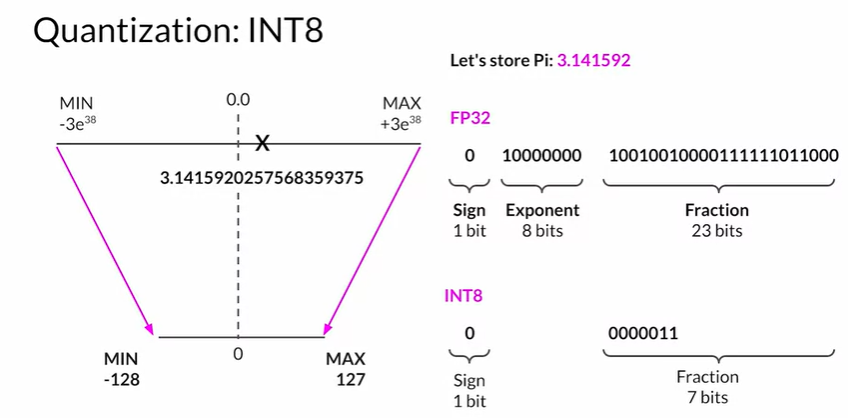 Quantization: INT8
Let's store Pi: 3.141592
MIN
-3e³⁸
0.0
MAX
+3e³⁸
X
3.1415920257568359375
MIN
-128
0
MAX
127
FP32
0 10000000 10010010000111111011000
Sign
1 bit
Exponent
8 bits
Fraction
23 bits
INT8
0 0000011
Sign
1 bit
Fraction
7 bits